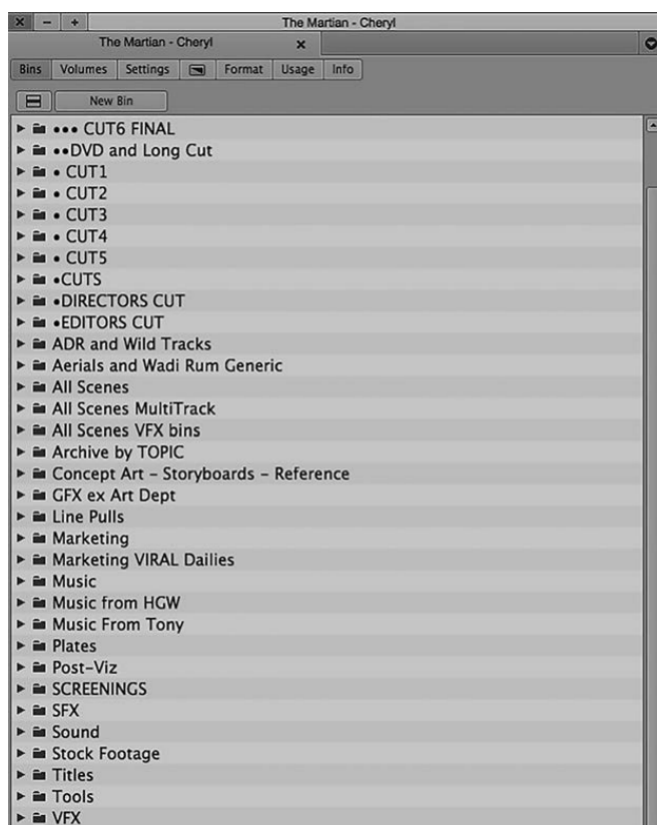 The Martian - Cheryl
The Martian - Cheryl
Bins Volumes Settings Format Usage Info
New Bin
••• CUT6 FINAL
••DVD and Long Cut
• CUT1
• CUT2
• CUT3
• CUT4
• CUT5
•CUTS
•DIRECTORS CUT
•EDITORS CUT
ADR and Wild Tracks
Aerials and Wadi Rum Generic
All Scenes
All Scenes MultiTrack
All Scenes VFX bins
Archive by TOPIC
Concept Art – Storyboards – Reference
GFX ex Art Dept
Line Pulls
Marketing
Marketing VIRAL Dailies
Music
Music from HGW
Music From Tony
Plates
Post–Viz
SCREENINGS
SFX
Sound
Stock Footage
Titles
Tools
VFX